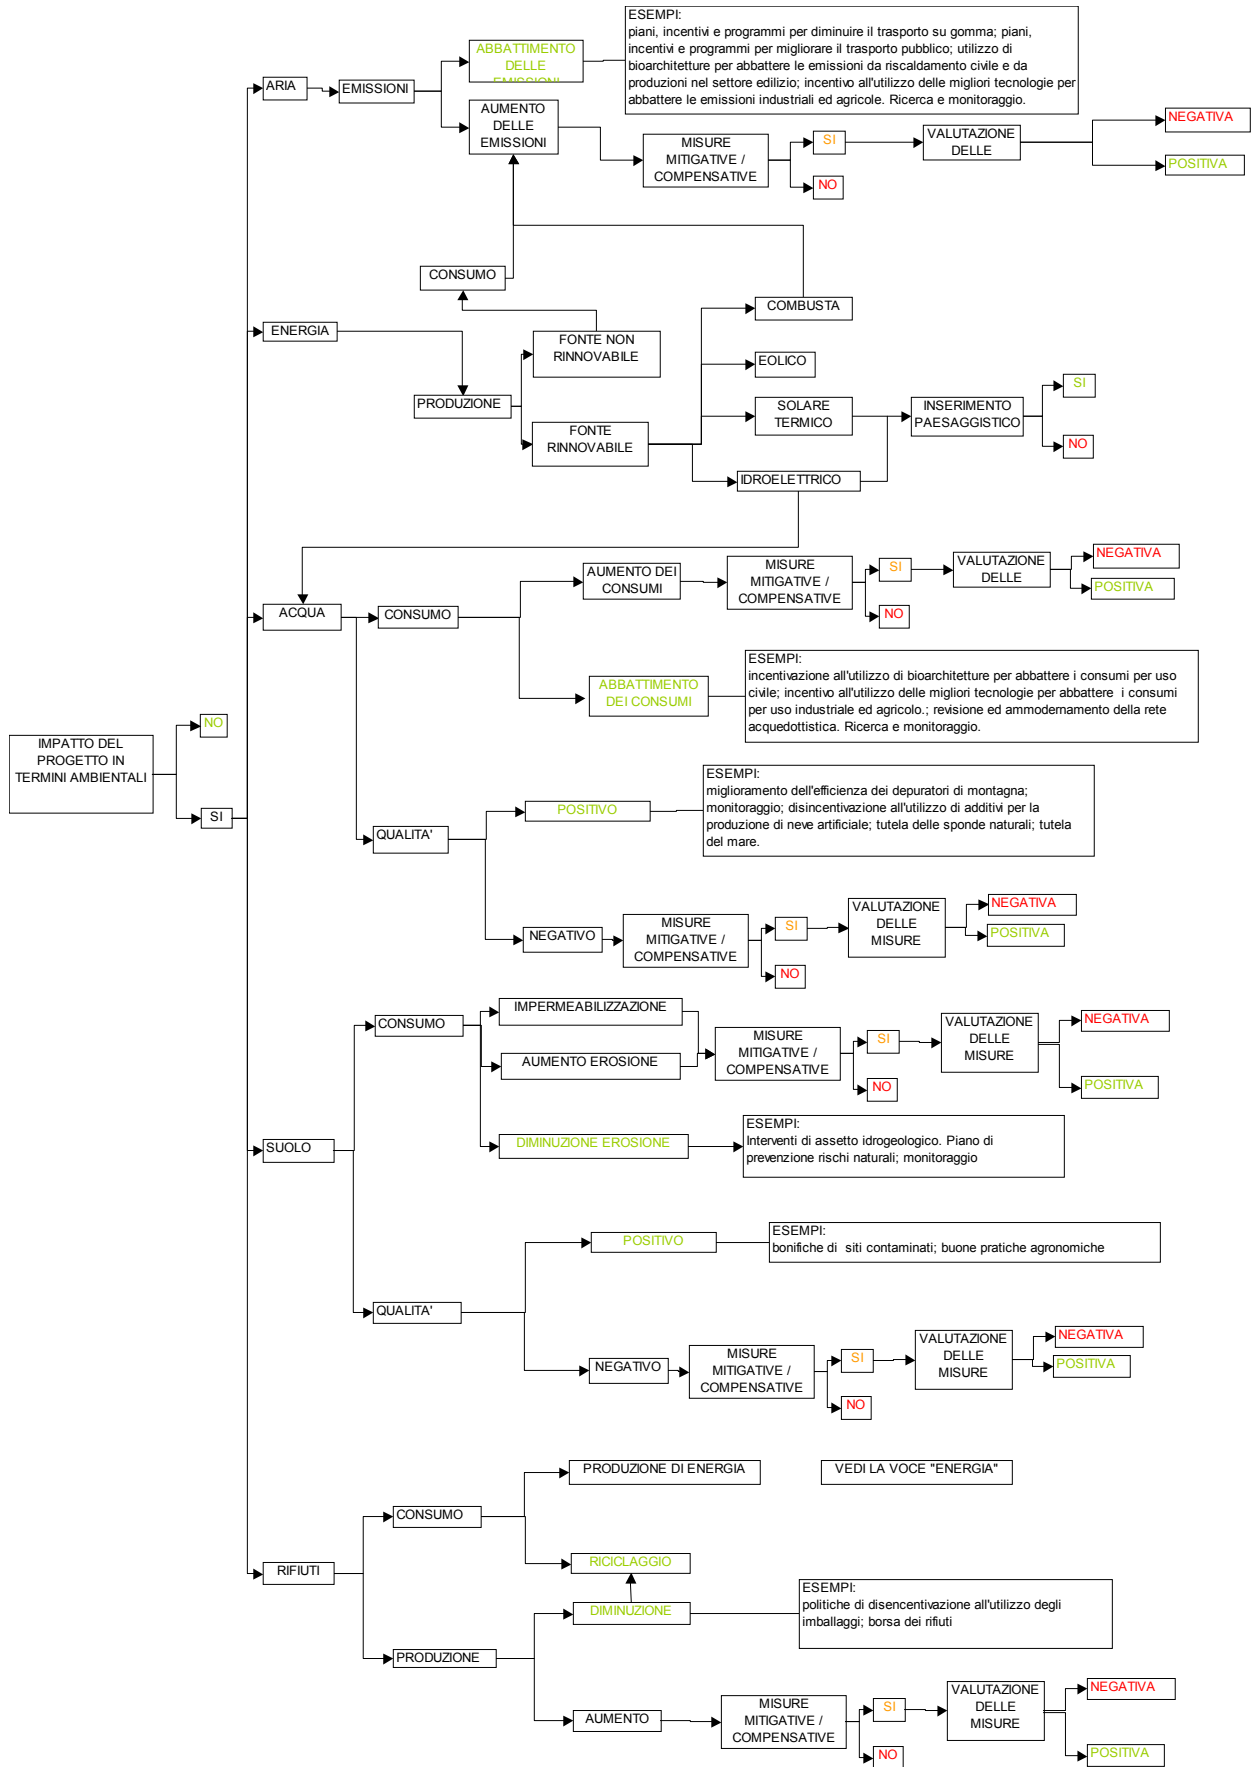 ESEMPI:
piani, incentivi e programmi per diminuire il trasporto su gomma; piani,
incentivi e programmi per migliorare il trasporto pubblico; utilizzo di
bioarchitetture per abbattere le emissioni da riscaldamento civile e da
produzioni nel settore edilizio; incentivo all'utilizzo delle migliori tecnologie per
abbattere le emissioni industriali ed agricole. Ricerca e monitoraggio.
ABBATTIMENTO
DELLE
EMISSIONI
ARIA
EMISSIONI
AUMENTO
DELLE
EMISSIONI
MISURE
MITIGATIVE /
COMPENSATIVE
SI
NO
VALUTAZIONE
DELLE
NEGATIVA
POSITIVA
CONSUMO
ENERGIA
FONTE NON
RINNOVABILE
PRODUZIONE
FONTE
RINNOVABILE
COMBUSTA
EOLICO
SOLARE
TERMICO
IDROELETTRICO
INSERIMENTO
PAESAGGISTICO
SI
NO
ACQUA
CONSUMO
AUMENTO DEI
CONSUMI
MISURE
MITIGATIVE /
COMPENSATIVE
SI
NO
VALUTAZIONE
DELLE
NEGATIVA
POSITIVA
ABBATTIMENTO
DEI CONSUMI
ESEMPI:
incentivazione all'utilizzo di bioarchitetture per abbattere i consumi per uso
civile; incentivo all'utilizzo delle migliori tecnologie per abbattere i consumi
per uso industriale ed agricolo.; revisione ed ammodernamento della rete
acquedottistica. Ricerca e monitoraggio.
IMPATTO DEL
PROGETTO IN
TERMINI AMBIENTALI
NO
SI
QUALITA'
POSITIVO
ESEMPI:
miglioramento dell'efficienza dei depuratori di montagna;
monitoraggio; disincentivazione all'utilizzo di additivi per la
produzione di neve artificiale; tutela delle sponde naturali; tutela
del mare.
NEGATIVO
MISURE
MITIGATIVE /
COMPENSATIVE
SI
NO
VALUTAZIONE
DELLE
MISURE
NEGATIVA
POSITIVA
SUOLO
CONSUMO
IMPERMEABILIZZAZIONE
AUMENTO EROSIONE
MISURE
MITIGATIVE /
COMPENSATIVE
SI
NO
VALUTAZIONE
DELLE
MISURE
NEGATIVA
POSITIVA
DIMINUZIONE EROSIONE
ESEMPI:
Interventi di assetto idrogeologico. Piano di
prevenzione rischi naturali; monitoraggio
QUALITA'
POSITIVO
ESEMPI:
bonifiche di siti contaminati; buone pratiche agronomiche
NEGATIVO
MISURE
MITIGATIVE /
COMPENSATIVE
SI
NO
VALUTAZIONE
DELLE
MISURE
NEGATIVA
POSITIVA
RIFIUTI
CONSUMO
PRODUZIONE DI ENERGIA
VEDI LA VOCE "ENERGIA"
RICICLAGGIO
PRODUZIONE
DIMINUZIONE
ESEMPI:
politiche di disencentivazione all'utilizzo degli
imballaggi; borsa dei rifiuti
AUMENTO
MISURE
MITIGATIVE /
COMPENSATIVE
SI
NO
VALUTAZIONE
DELLE
MISURE
NEGATIVA
POSITIVA